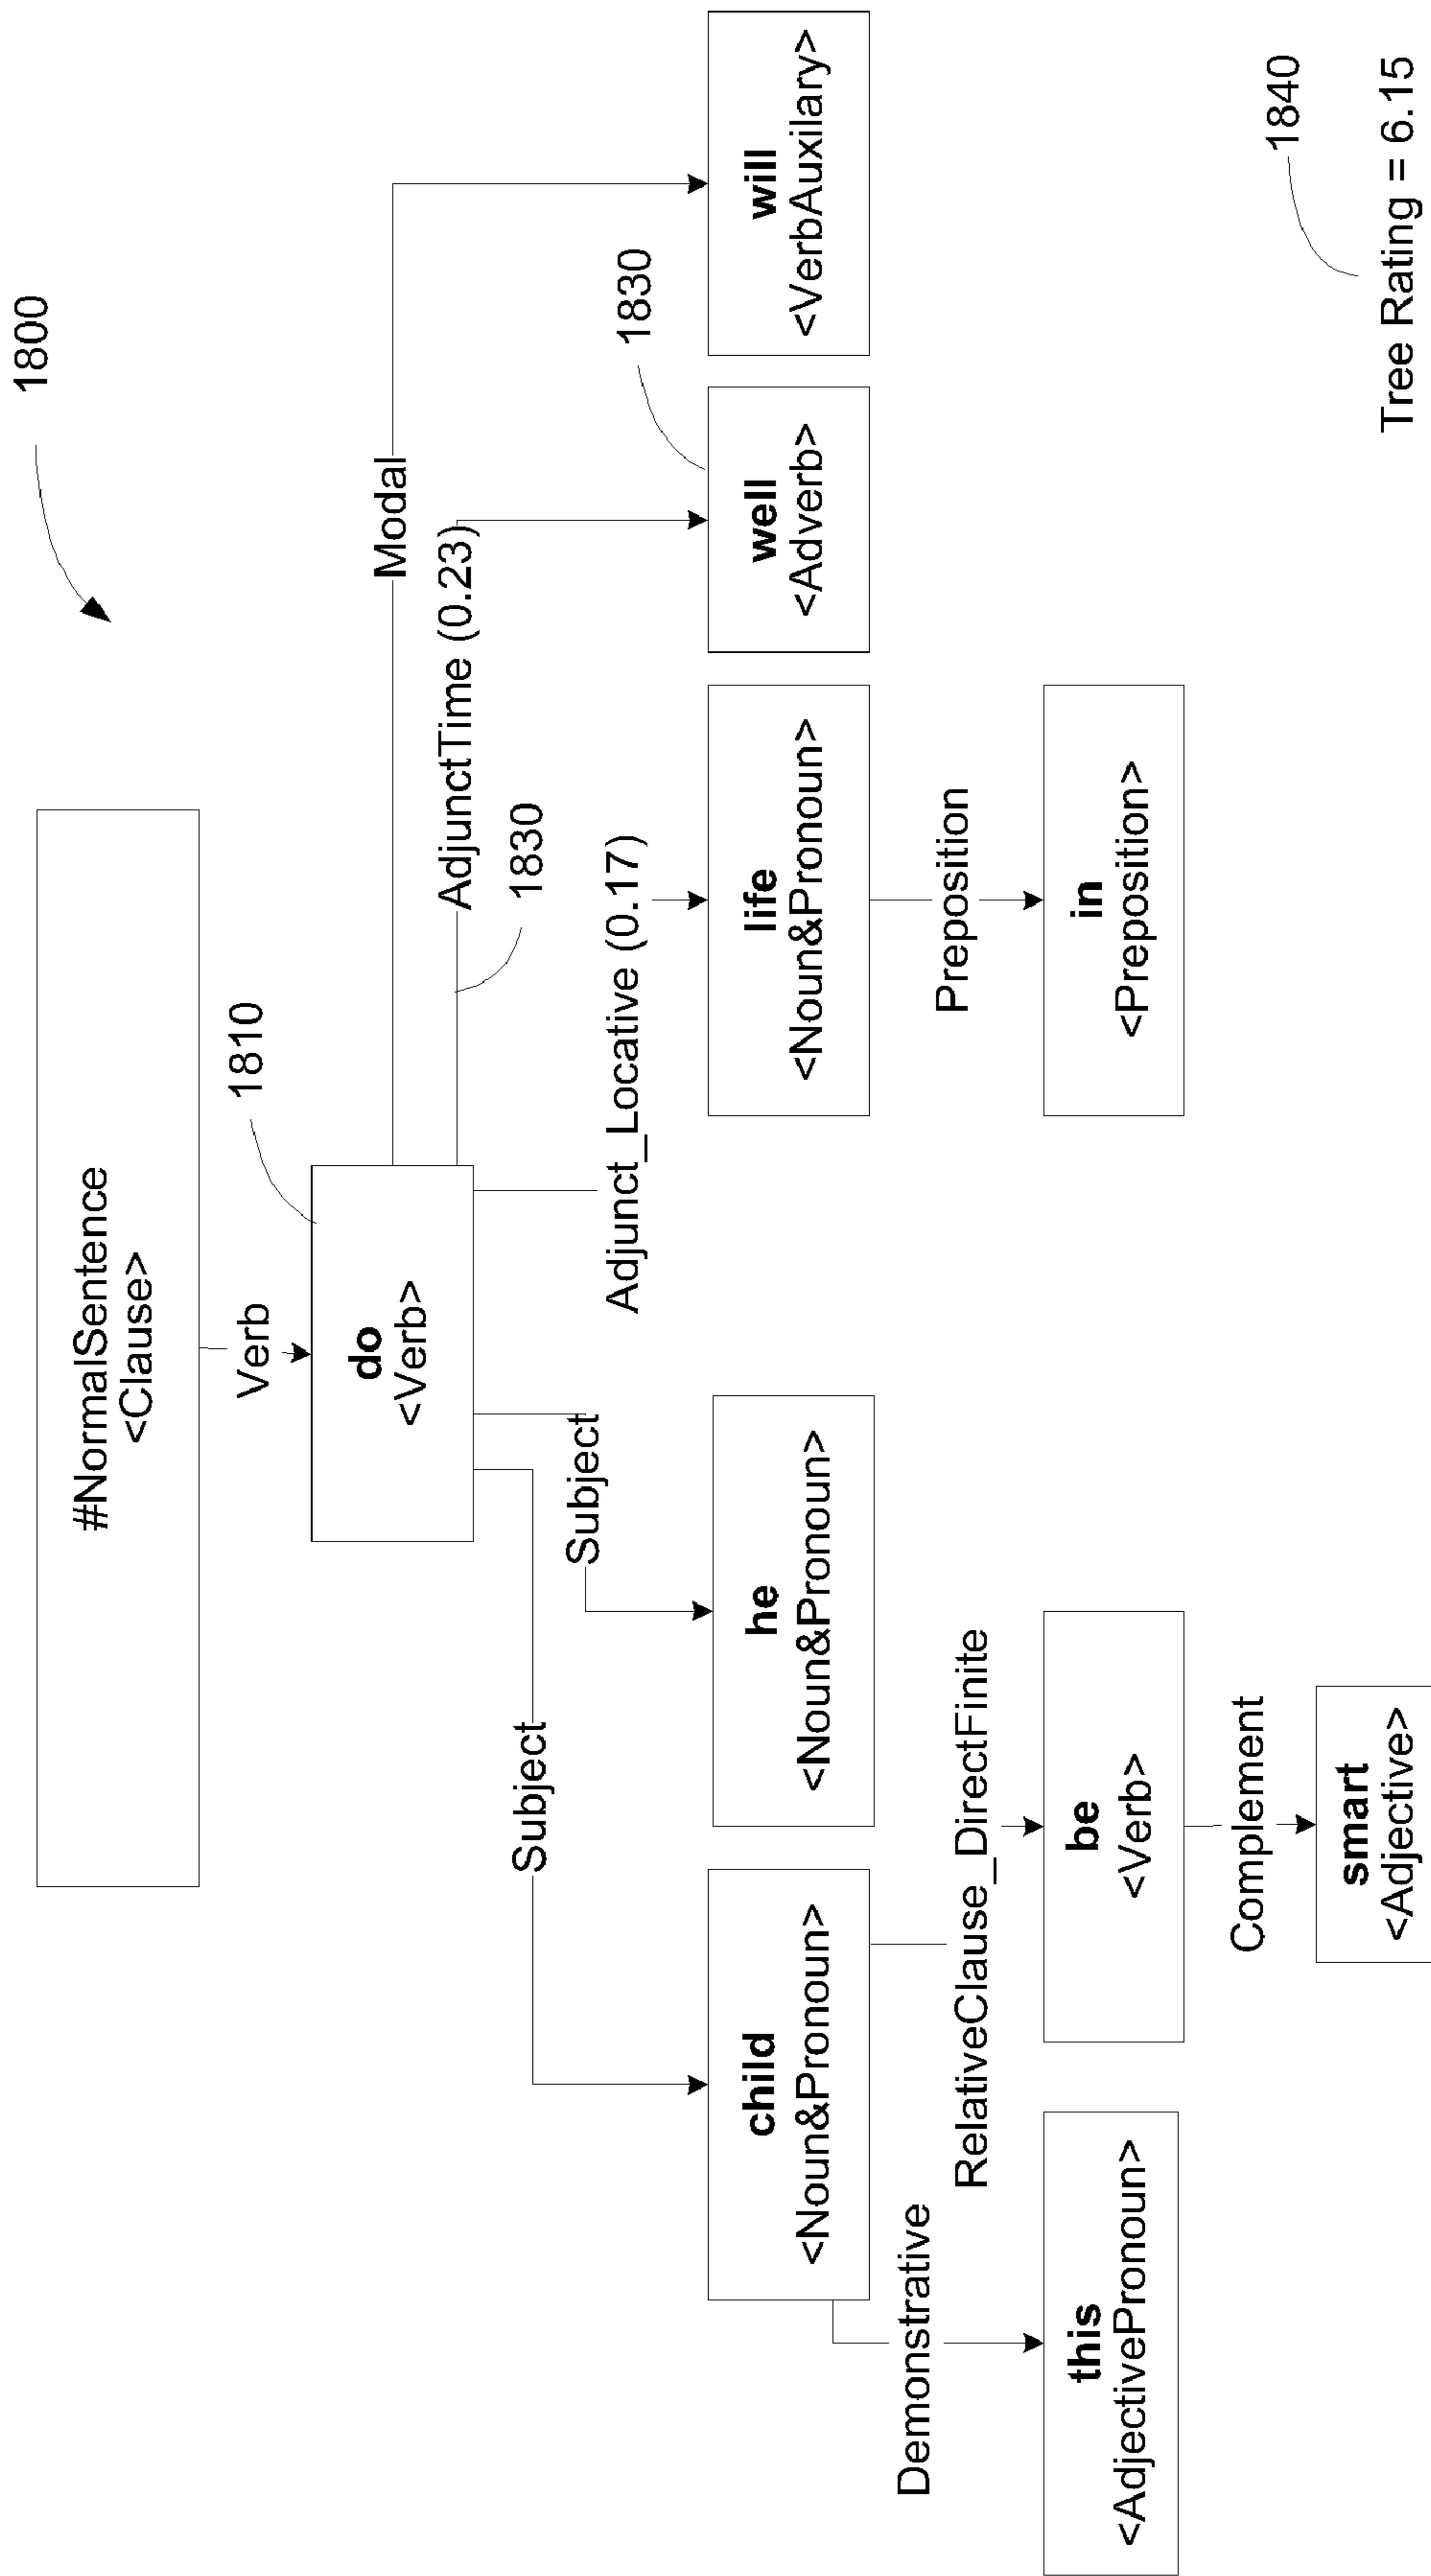 1800
#NormalSentence
<Clause>
Verb
1810
do
<Verb>
Modal
AdjunctTime (0.23)
1830
Subject
Subject
Adjunct_Locative (0.17)
1830
child
<Noun&Pronoun>
he
<Noun&Pronoun>
life
<Noun&Pronoun>
well
<Adverb>
will
<VerbAuxilary>
Demonstrative
RelativeClause_DirectFinite
Preposition
this
<AdjectivePronoun>
be
<Verb>
in
<Preposition>
Complement
smart
<Adjective>
1840
Tree Rating = 6.15